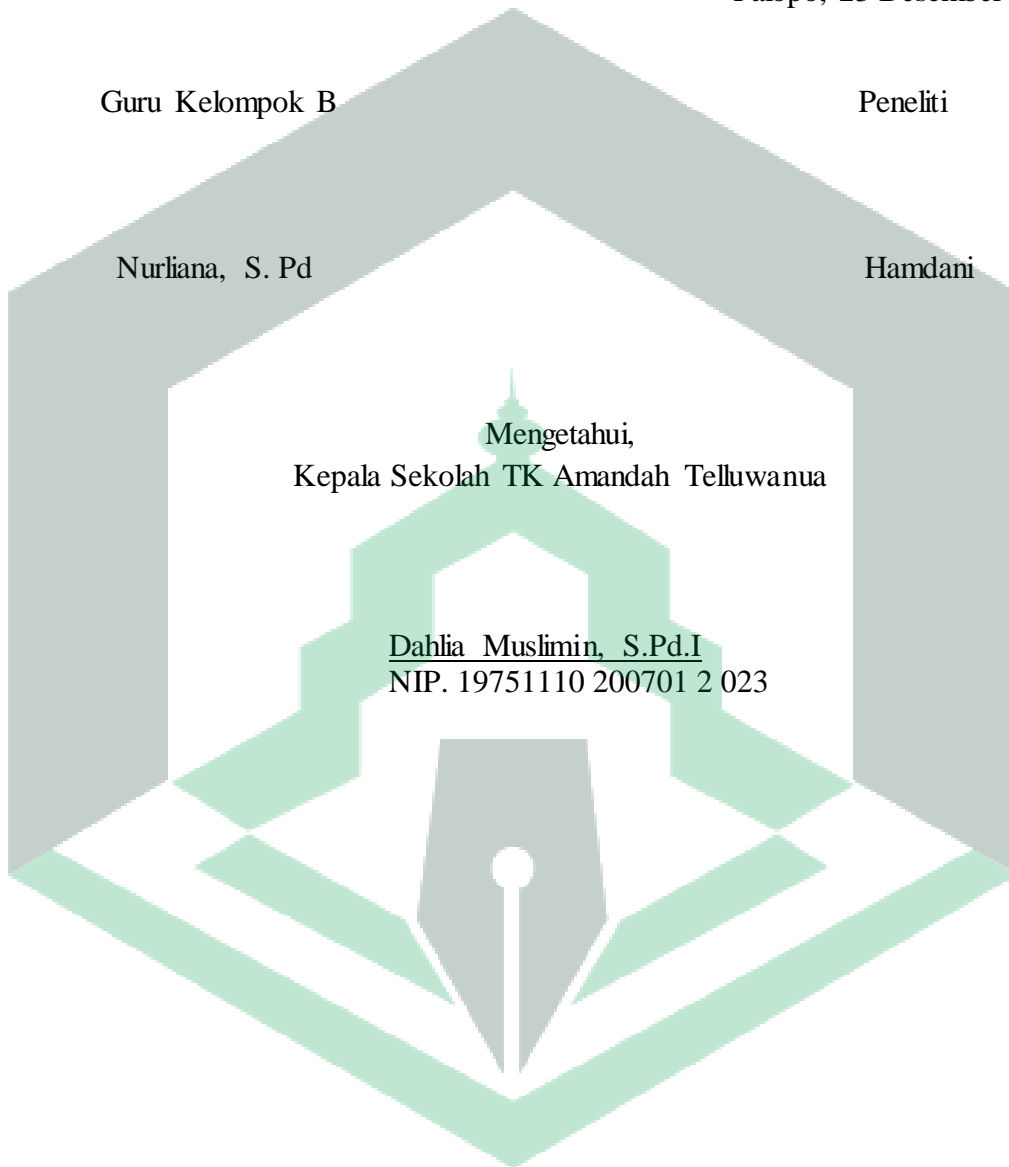 Palopo, Desember
Guru Kelompok B Peneliti
Nurliana, S. Pd Hamdani
Mengetahui,
Kepala Sekolah TK Amandah Telluwanua
Dahlia Muslimin, S.Pd.I
NIP. 19751110 200701 2 023